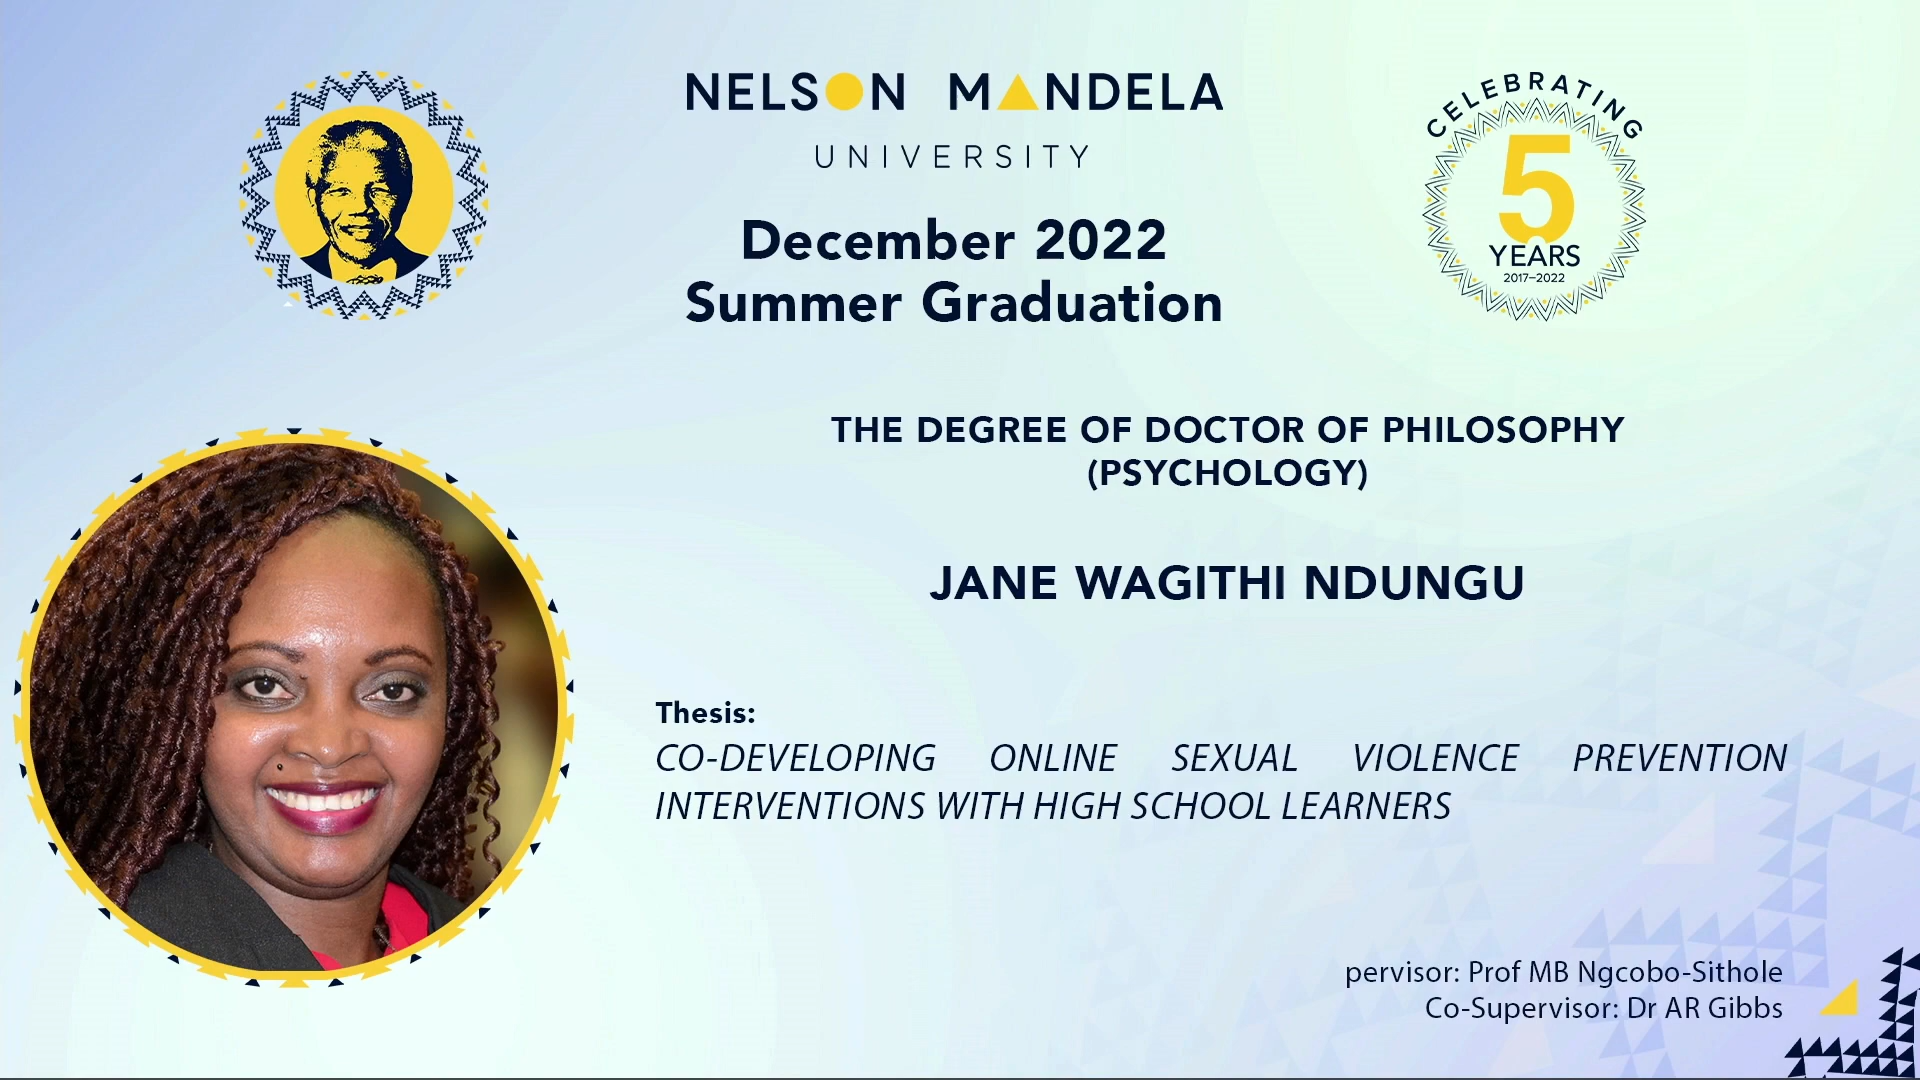 NELSON MANDELA
UNIVERSITY
CELEBRATING
5
YEARS
2017–2022
December 2022
Summer Graduation
THE DEGREE OF DOCTOR OF PHILOSOPHY
(PSYCHOLOGY)
JANE WAGITHI NDUNGU
Thesis:
CO-DEVELOPING ONLINE SEXUAL VIOLENCE PREVENTION
INTERVENTIONS WITH HIGH SCHOOL LEARNERS
pervisor: Prof MB Ngcobo-Sithole
Co-Supervisor: Dr AR Gibbs